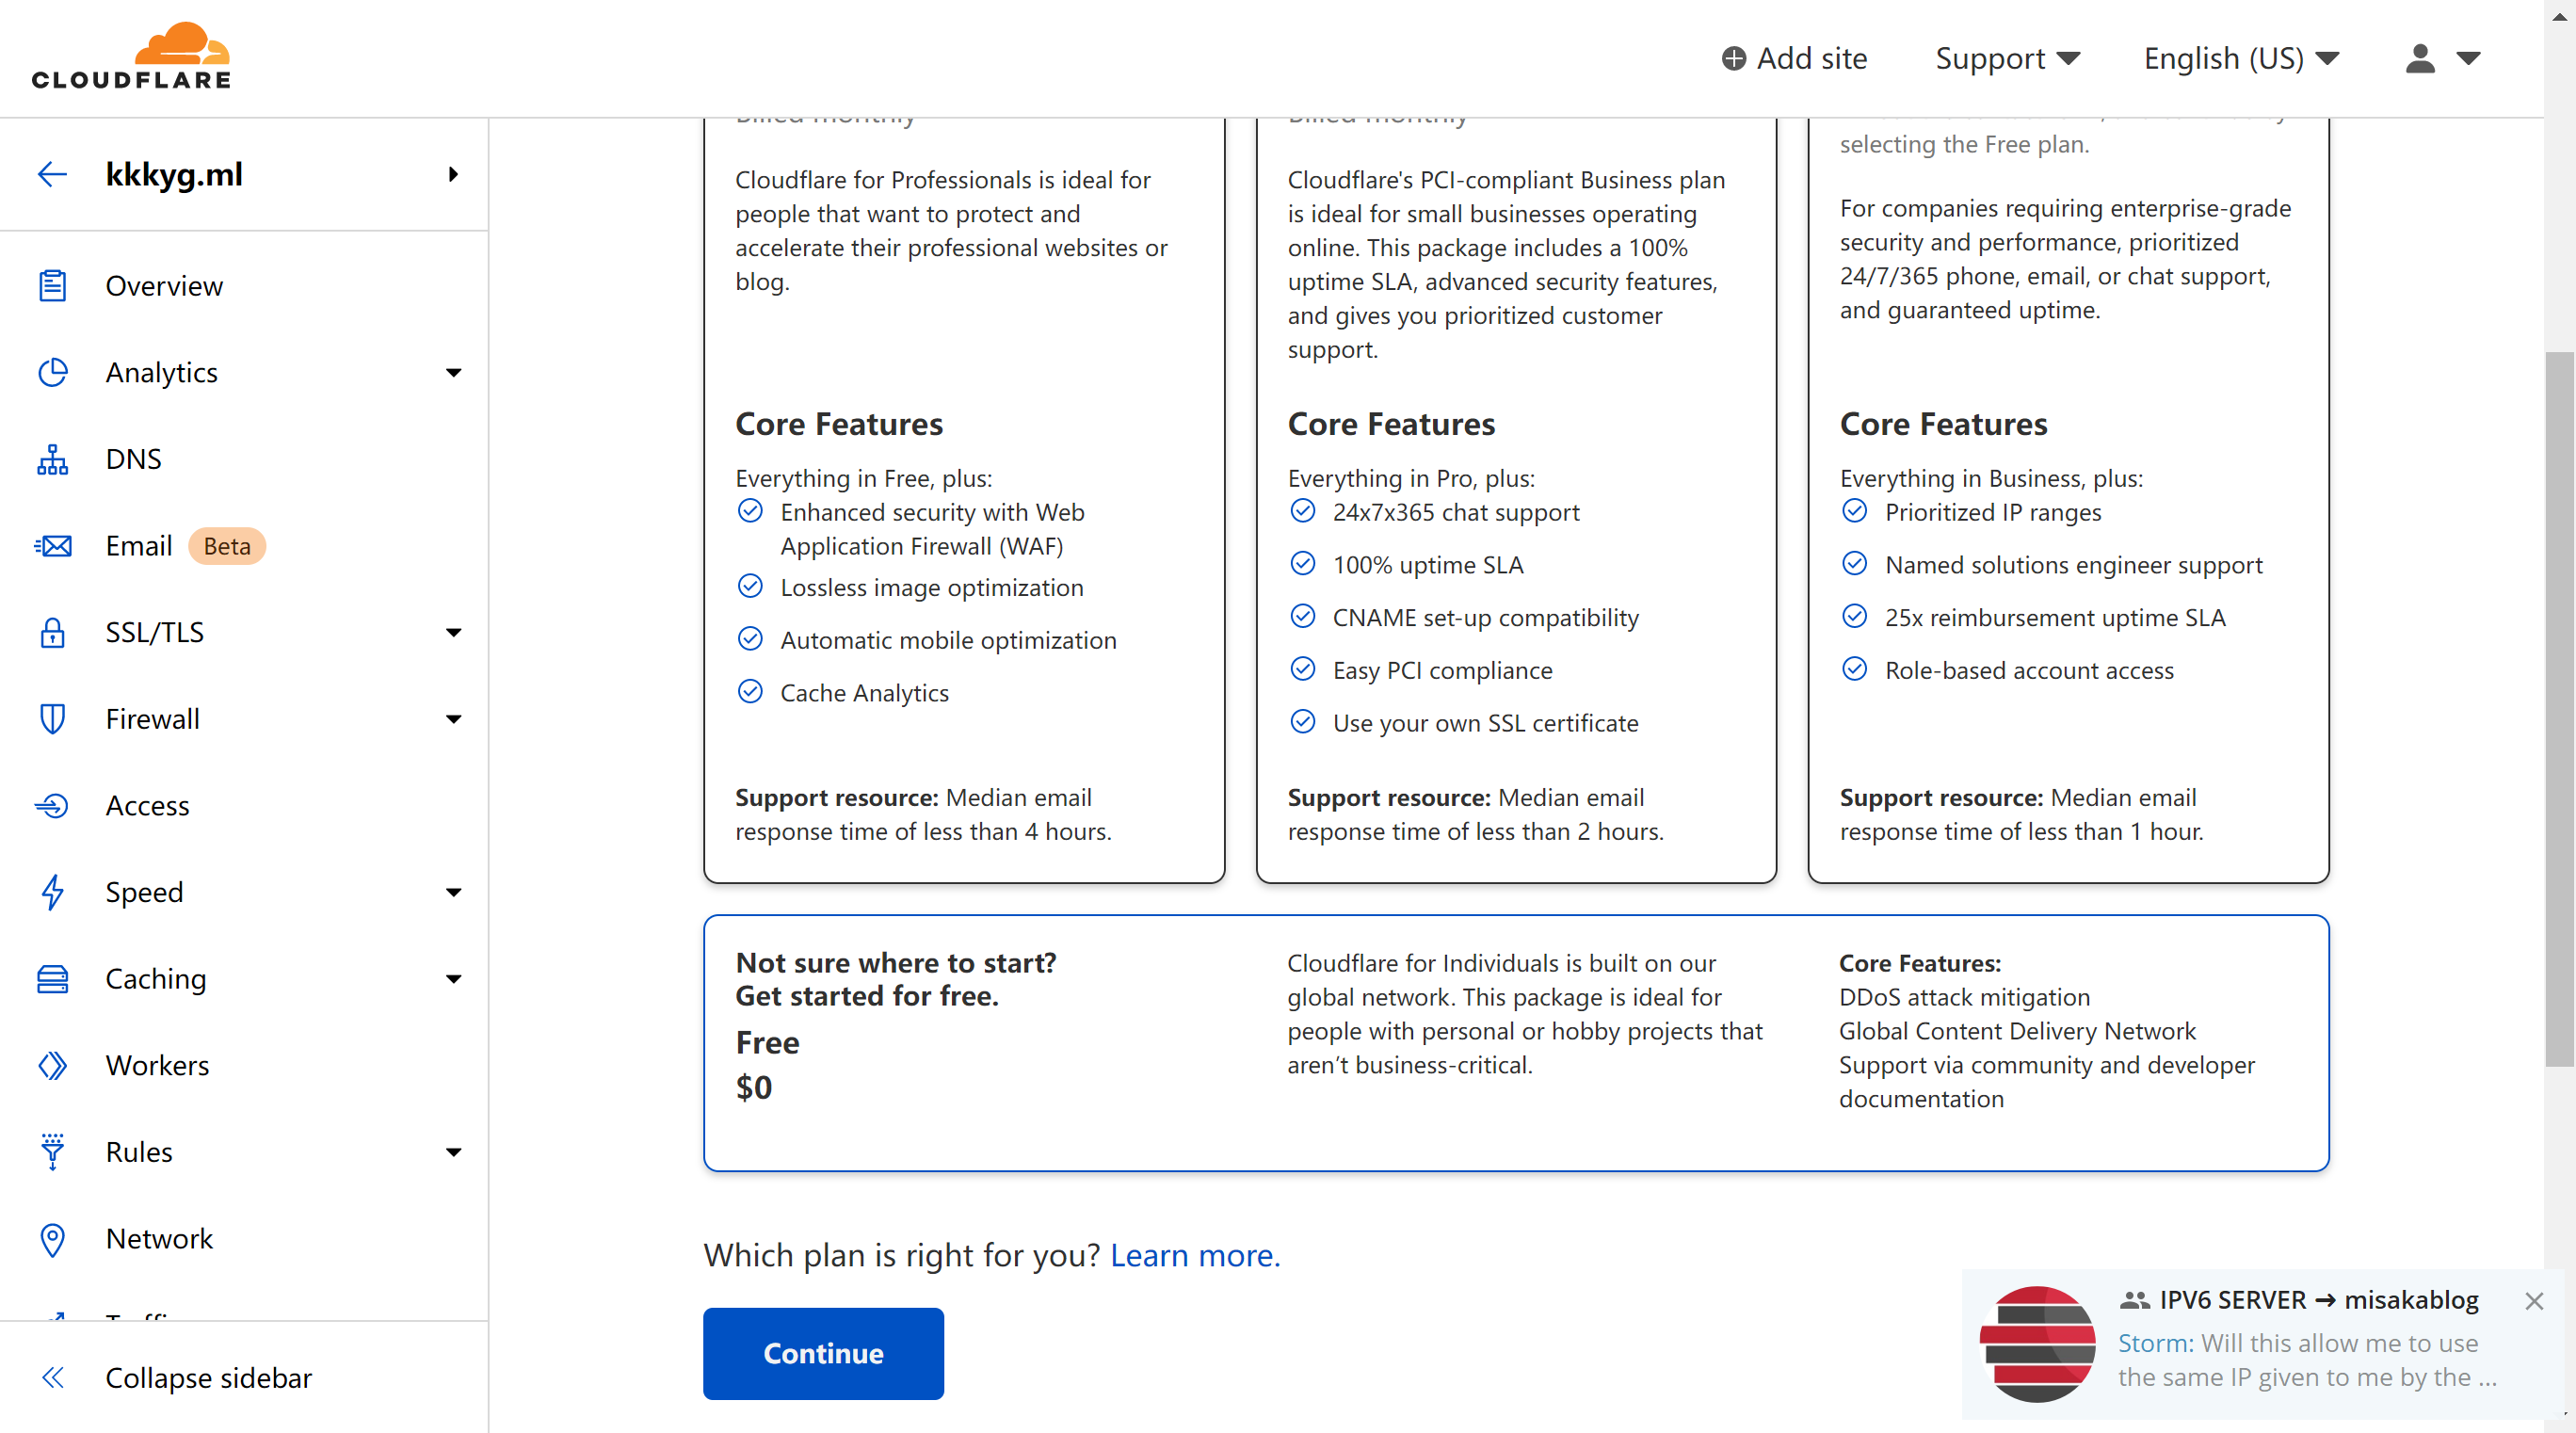 CLOUDFLARE
Add site
Support
English (US)
kkkyg.ml
Overview
Analytics
DNS
Email Beta
SSL/TLS
Firewall
Access
Speed
Caching
Workers
Rules
Network
Collapse sidebar
Billed monthly
Cloudflare for Professionals is ideal for
people that want to protect and
accelerate their professional websites or
blog.
Core Features
Everything in Free, plus:
Enhanced security with Web
Application Firewall (WAF)
Lossless image optimization
Automatic mobile optimization
Cache Analytics
Support resource: Median email
response time of less than 4 hours.
Billed monthly
Cloudflare's PCI-compliant Business plan
is ideal for small businesses operating
online. This package includes a 100%
uptime SLA, advanced security features,
and gives you prioritized customer
support.
Core Features
Everything in Pro, plus:
24x7x365 chat support
100% uptime SLA
CNAME set-up compatibility
Easy PCI compliance
Use your own SSL certificate
Support resource: Median email
response time of less than 2 hours.
selecting the Free plan.
For companies requiring enterprise-grade
security and performance, prioritized
24/7/365 phone, email, or chat support,
and guaranteed uptime.
Core Features
Everything in Business, plus:
Prioritized IP ranges
Named solutions engineer support
25x reimbursement uptime SLA
Role-based account access
Support resource: Median email
response time of less than 1 hour.
Not sure where to start?
Get started for free.
Free
$0
Cloudflare for Individuals is built on our
global network. This package is ideal for
people with personal or hobby projects that
aren’t business-critical.
Core Features:
DDoS attack mitigation
Global Content Delivery Network
Support via community and developer
documentation
Which plan is right for you? Learn more.
Continue
IPV6 SERVER → misakablog
Storm: Will this allow me to use
the same IP given to me by the ...